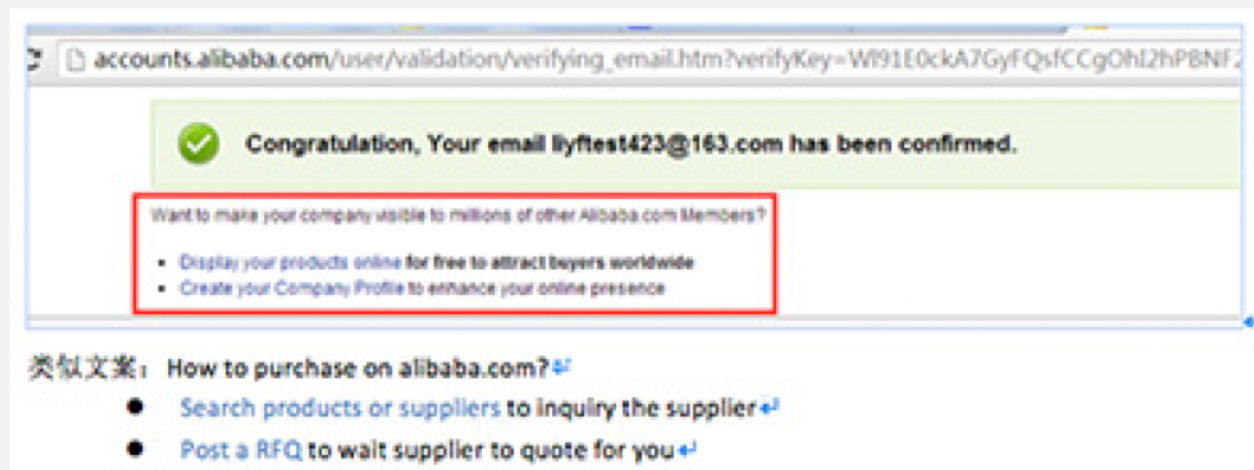 accounts.alibaba.com/user/validation/verifying_email.htm?verifyKey=
Congratulation, Your email liyftest423@163.com has been confirmed.
Want to make your company visible to millions of other Alibaba.com Members?
• Display your products online for free to attract buyers worldwide
• Create your Company Profile to enhance your online presence
类似文案： How to purchase on alibaba.com?↵
● Search products or suppliers to inquiry the supplier↵
● Post a RFQ to wait supplier to quote for you↵